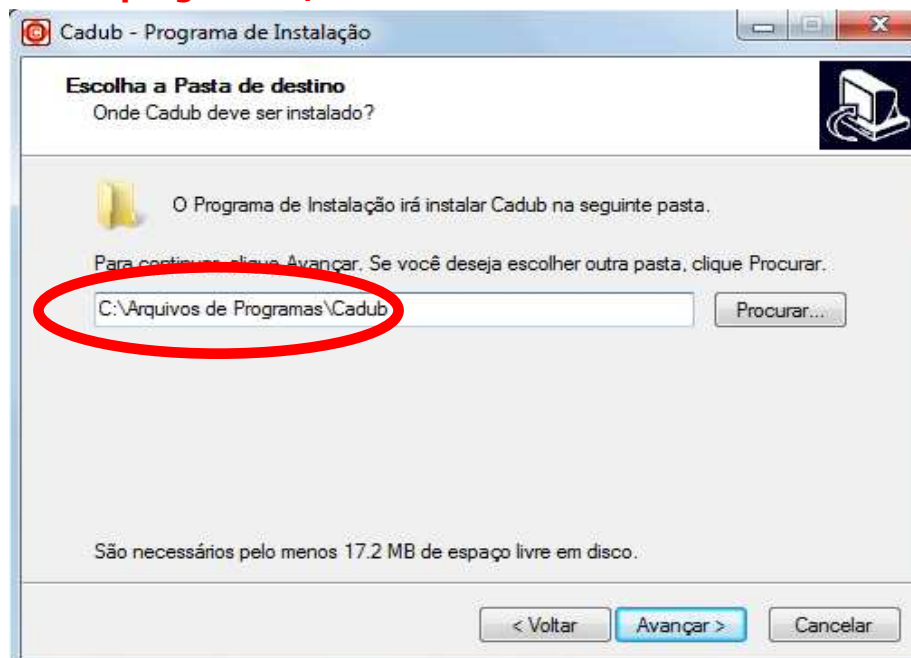 Cadub - Programa de Instalação
Escolha a Pasta de destino
Onde Cadub deve ser instalado?
O Programa de Instalação irá instalar Cadub na seguinte pasta.
Para continuar, clique Avançar. Se você deseja escolher outra pasta, clique Procurar.
C:\Arquivos de Programas\Cadub
Procurar...
São necessários pelo menos 17.2 MB de espaço livre em disco.
< Voltar
Avançar >
Cancelar